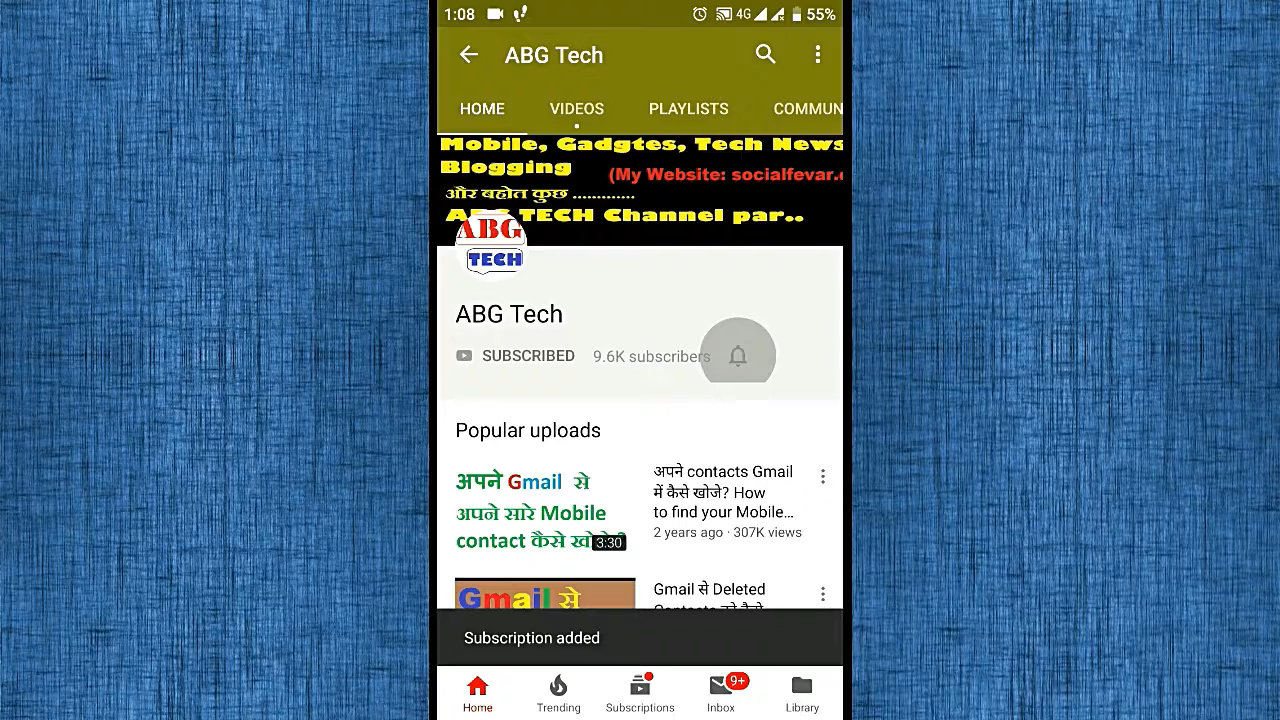 1:08 4G 55%
ABG Tech
HOME VIDEOS PLAYLISTS COMMUN
Mobile, Gadgtes, Tech News
Blogging (My Website: socialfevar.
और बहोत कुछ .............
ABG TECH Channel par..
ABG
TECH
ABG Tech
SUBSCRIBED 9.6K subscribers
Popular uploads
अपने Gmail से
अपने सारे Mobile
contact कैसे
3:30
अपने contacts Gmail
में कैसे खोजे? How
to find your Mobile...
2 years ago · 307K views
Gmail से
Gmail से Deleted
Subscription added
Home Trending Subscriptions Inbox 9+ Library